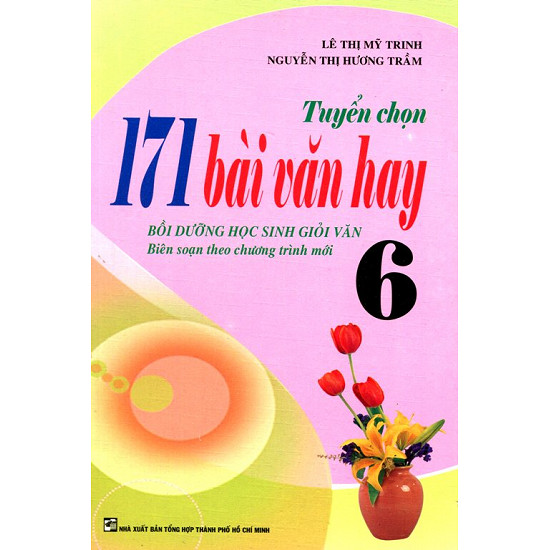 LÊ THỊ MỸ TRINH
NGUYỄN THỊ HƯƠNG TRẦM
Tuyển chọn
171 bài văn hay
BỒI DƯỠNG HỌC SINH GIỎI VĂN
Biên soạn theo chương trình mới
6
NHÀ XUẤT BẢN TỔNG HỢP THÀNH PHỐ HỒ CHÍ MINH